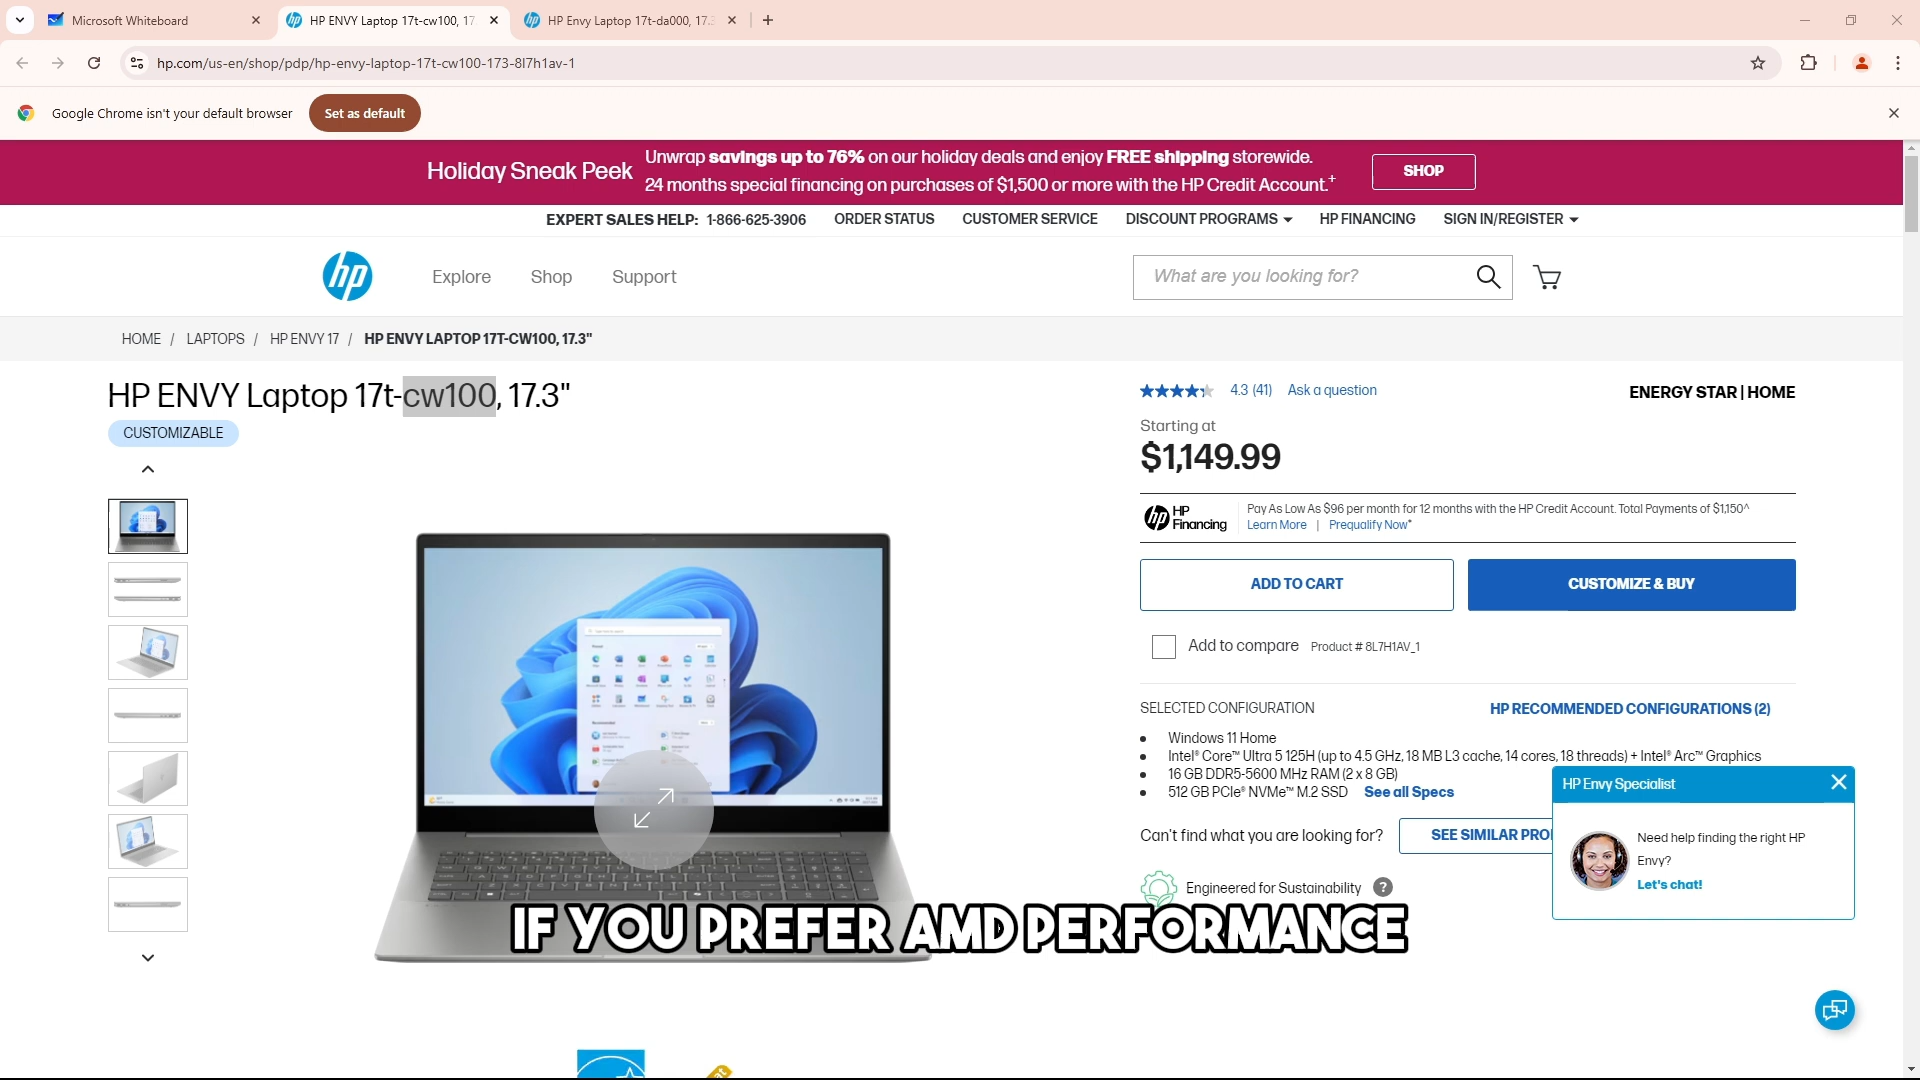 Microsoft Whiteboard
HP ENVY Laptop 17t-cw100, 17
HP Envy Laptop 17t-da000, 17.3
hp.com/us-en/shop/pdp/hp-envy-laptop-17t-cw100-173-8l7h1av-1
Google Chrome isn't your default browser
Set as default
Holiday Sneak Peek
Unwrap savings up to 76% on our holiday deals and enjoy FREE shipping storewide.
24 months special financing on purchases of $1,500 or more with the HP Credit Account.+
SHOP
EXPERT SALES HELP: 1-866-625-3906
ORDER STATUS
CUSTOMER SERVICE
DISCOUNT PROGRAMS
HP FINANCING
SIGN IN/REGISTER
hp
Explore
Shop
Support
What are you looking for?
HOME / LAPTOPS / HP ENVY 17 / HP ENVY LAPTOP 17T-CW100, 17.3"
HP ENVY Laptop 17t-cw100, 17.3"
CUSTOMIZABLE
4.3 (41) Ask a question
ENERGY STAR | HOME
Starting at
$1,149.99
hp HP Financing
Pay As Low As $96 per month for 12 months with the HP Credit Account. Total Payments of $1,150^
Learn More | Prequalify Now*
ADD TO CART
CUSTOMIZE & BUY
Add to compare Product # 8L7H1AV_1
SELECTED CONFIGURATION
HP RECOMMENDED CONFIGURATIONS (2)
Windows 11 Home
Intel® Core™ Ultra 5 125H (up to 4.5 GHz, 18 MB L3 cache, 14 cores, 18 threads) + Intel® Arc™ Graphics
16 GB DDR5-5600 MHz RAM (2 x 8 GB)
512 GB PCIe® NVMe™ M.2 SSD See all Specs
Can't find what you are looking for?
SEE SIMILAR PRO
HP Envy Specialist
Need help finding the right HP
Envy?
Let's chat!
Engineered for Sustainability ?
IF YOU PREFER AMD PERFORMANCE